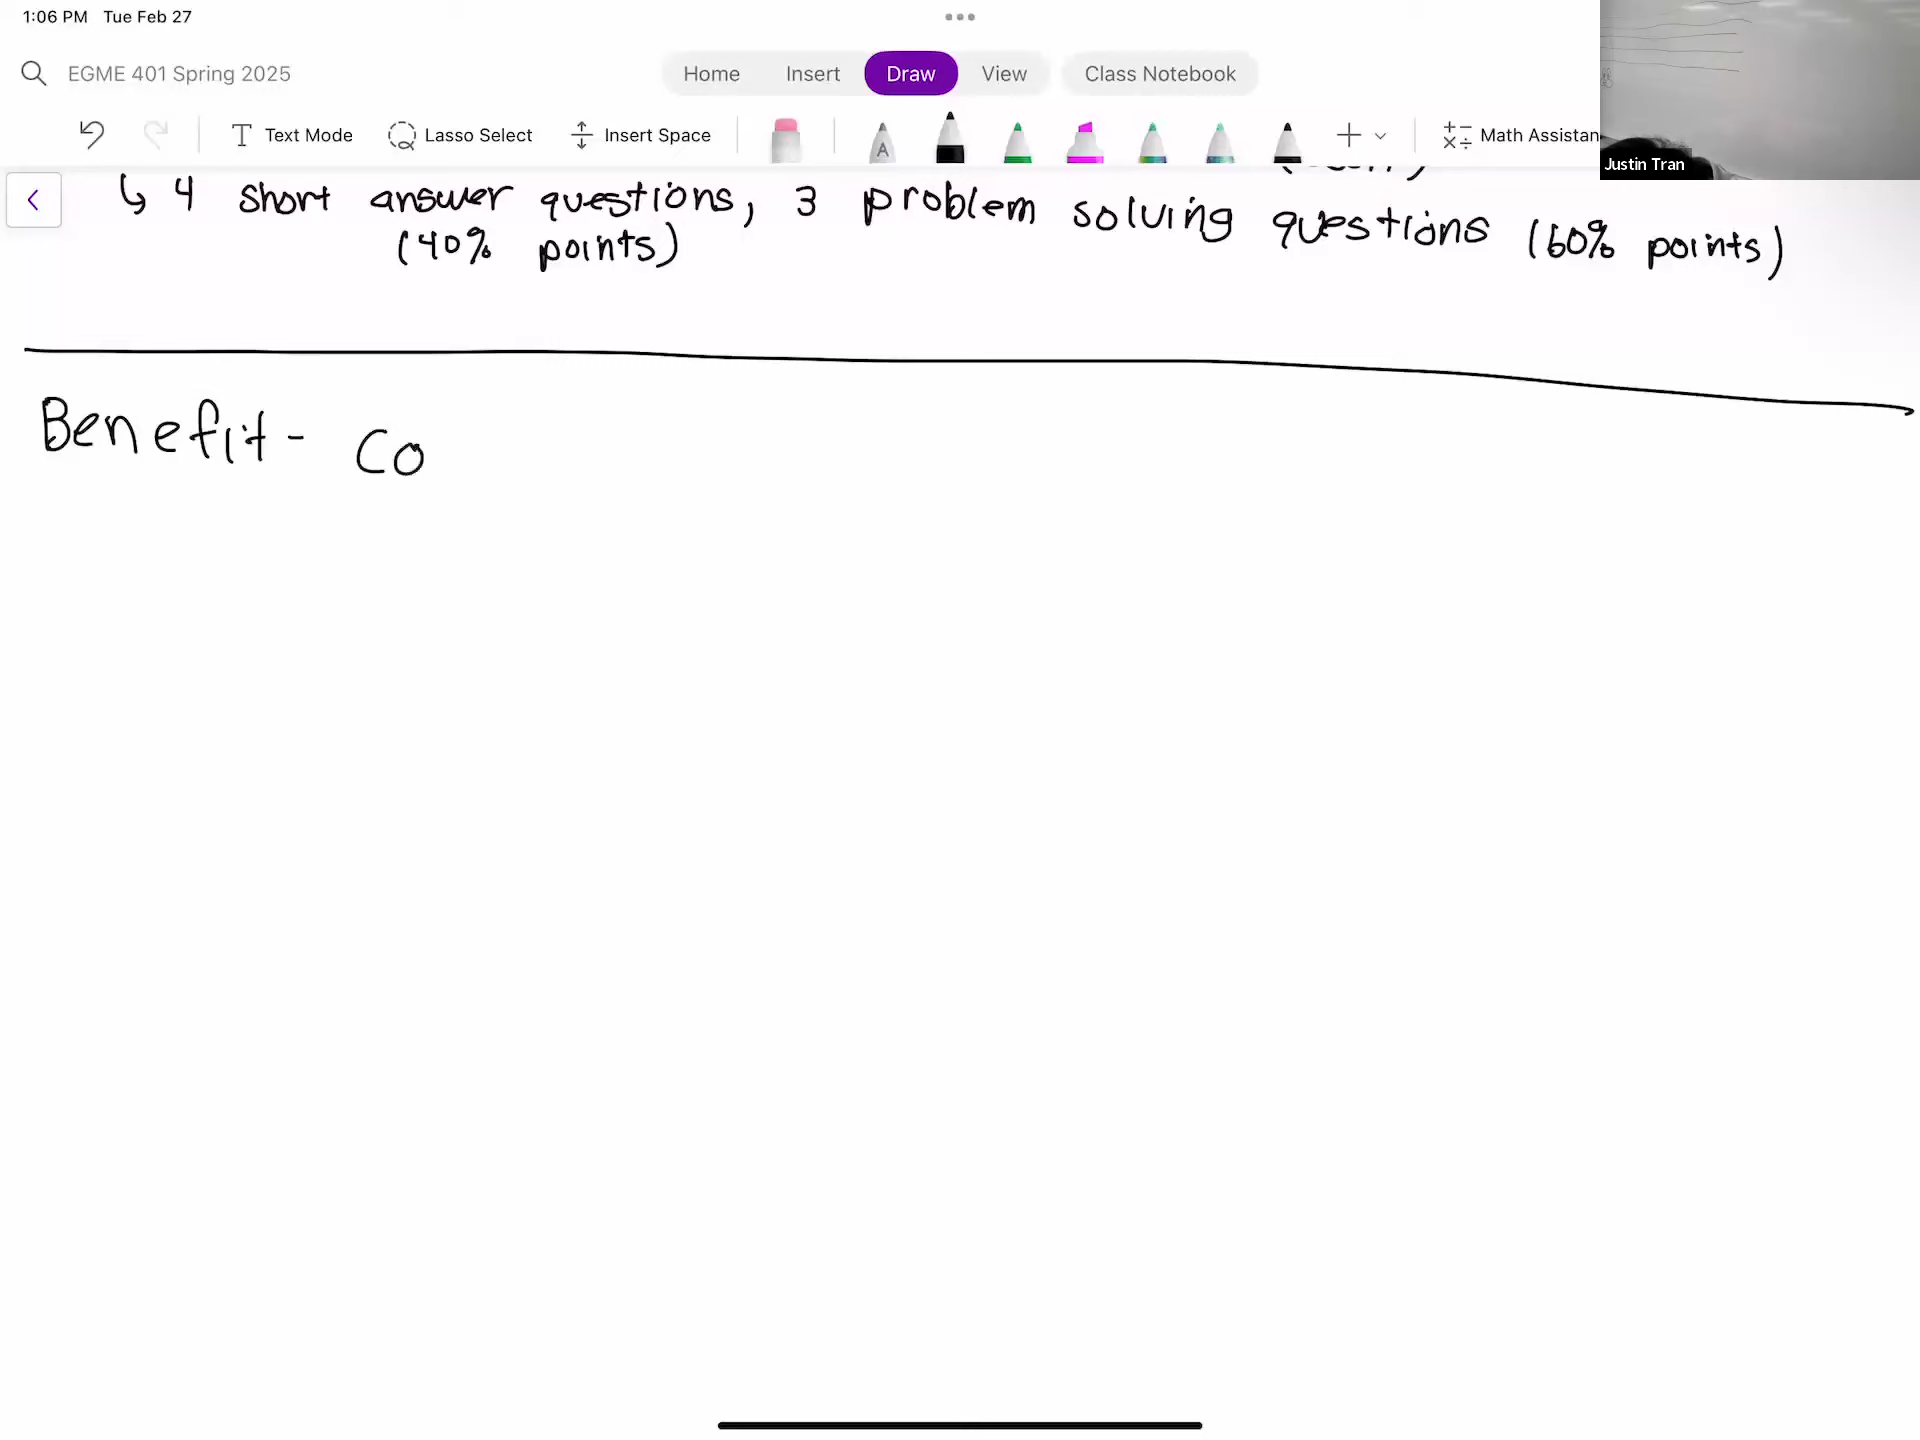 1:06 PM Tue Feb 27
EGME 401 Spring 2025
Home Insert Draw View Class Notebook
Text Mode Lasso Select Insert Space A Math Assistan
Justin Tran
↳ 4 short answer questions, 3 problem solving questions (60% points)
(40% points)
Benefit - Co